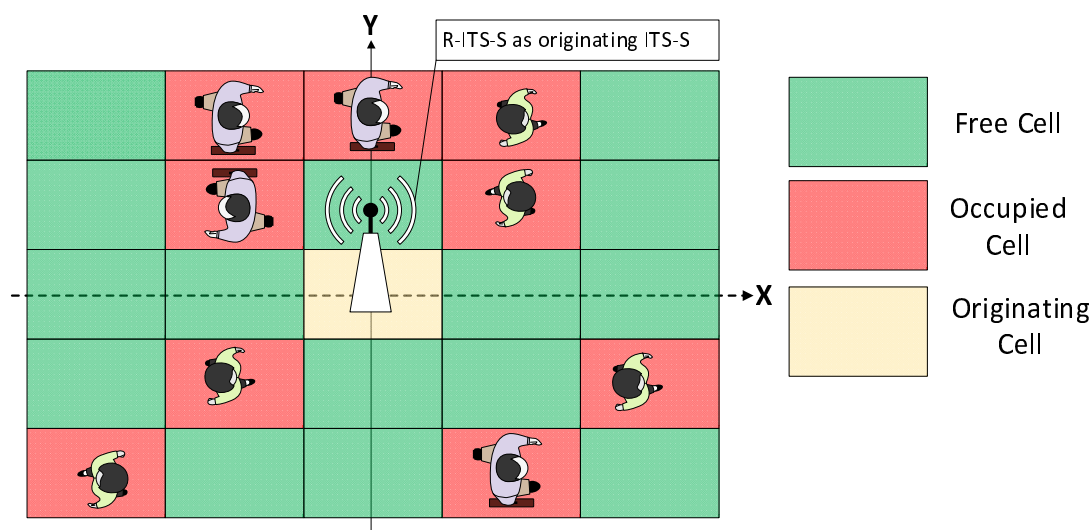 Y
R-ITS-S as originating ITS-S
Free Cell
Occupied
Cell
X
Originating
Cell